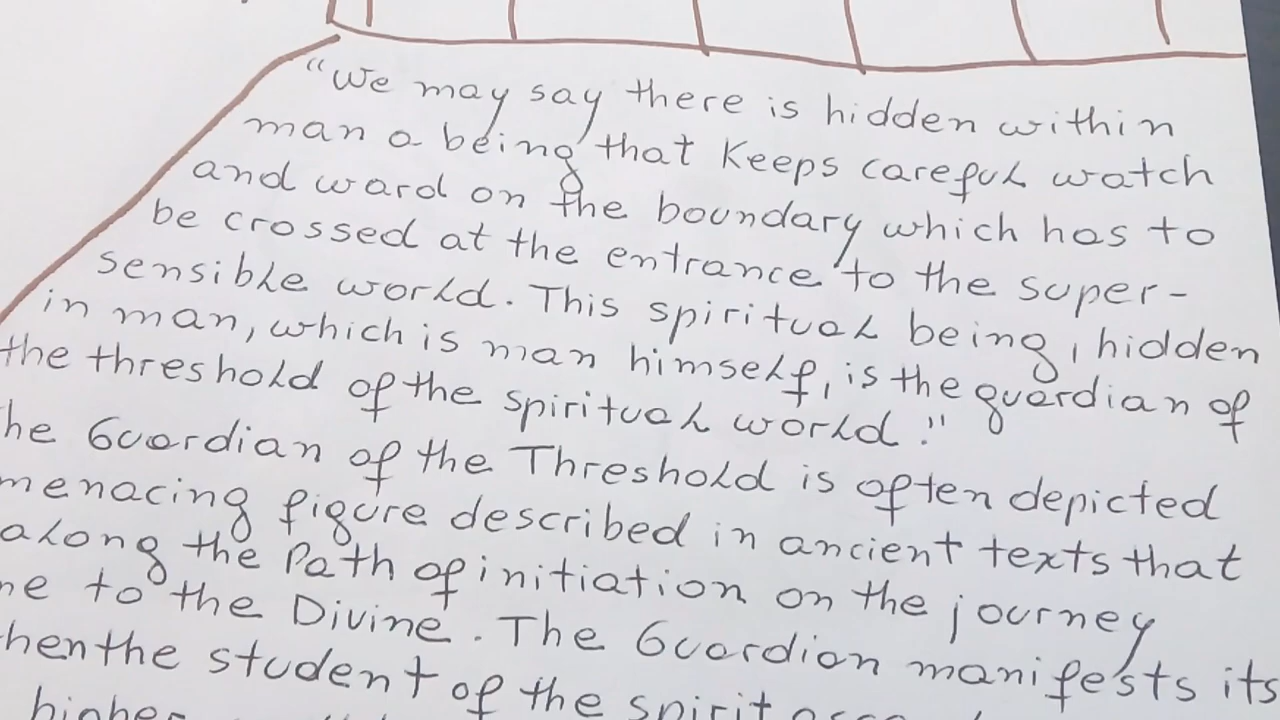 "We may say there is hidden within
man a being that Keeps careful watch
and ward on the boundary which has to
be crossed at the entrance to the super-
sensible world. This spiritual being, hidden
in man, which is man himself, is the guardian of
the threshold of the spiritual world."
he Guardian of the Threshold is often depicted
menacing figure described in ancient texts that
along the Path of initiation on the journey
ne to the Divine. The Guardian manifests its
hen the student of the spirit
higher